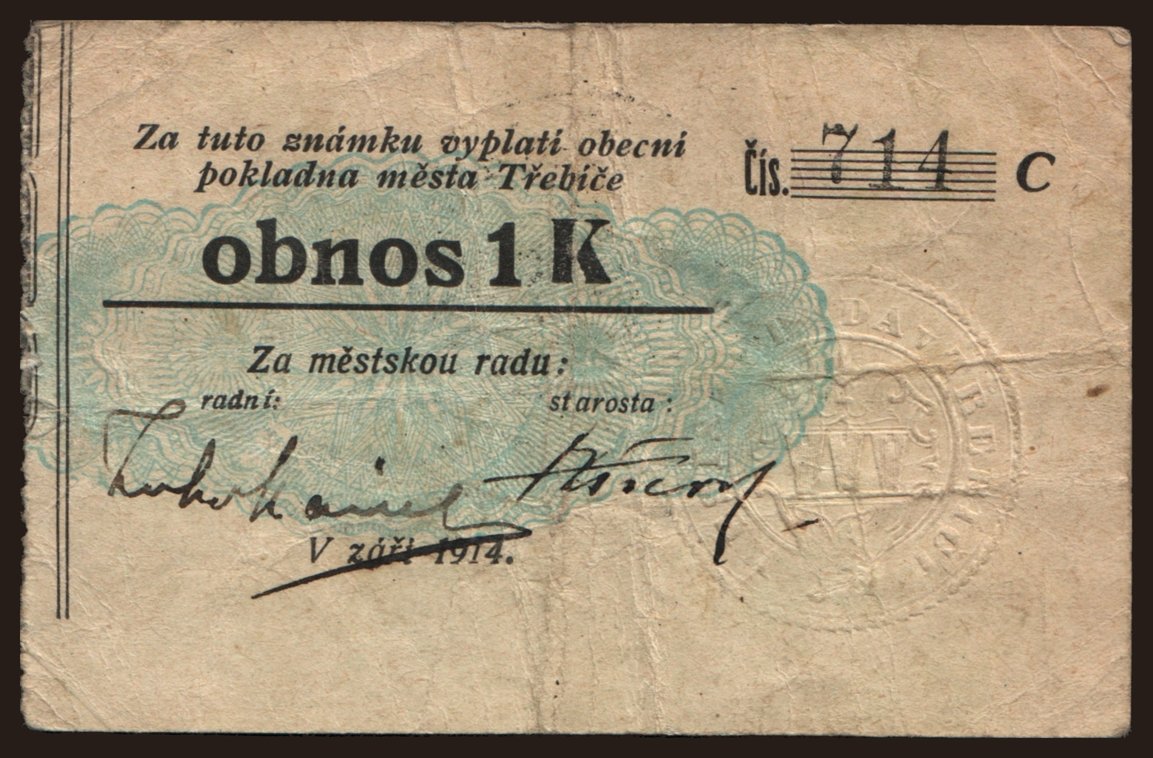 Za tuto známku vyplatí obecní
pokladna města Třebíče
Čís. 714 C
obnos 1 K
Za městskou radu:
radní: starosta:
V září 1914.